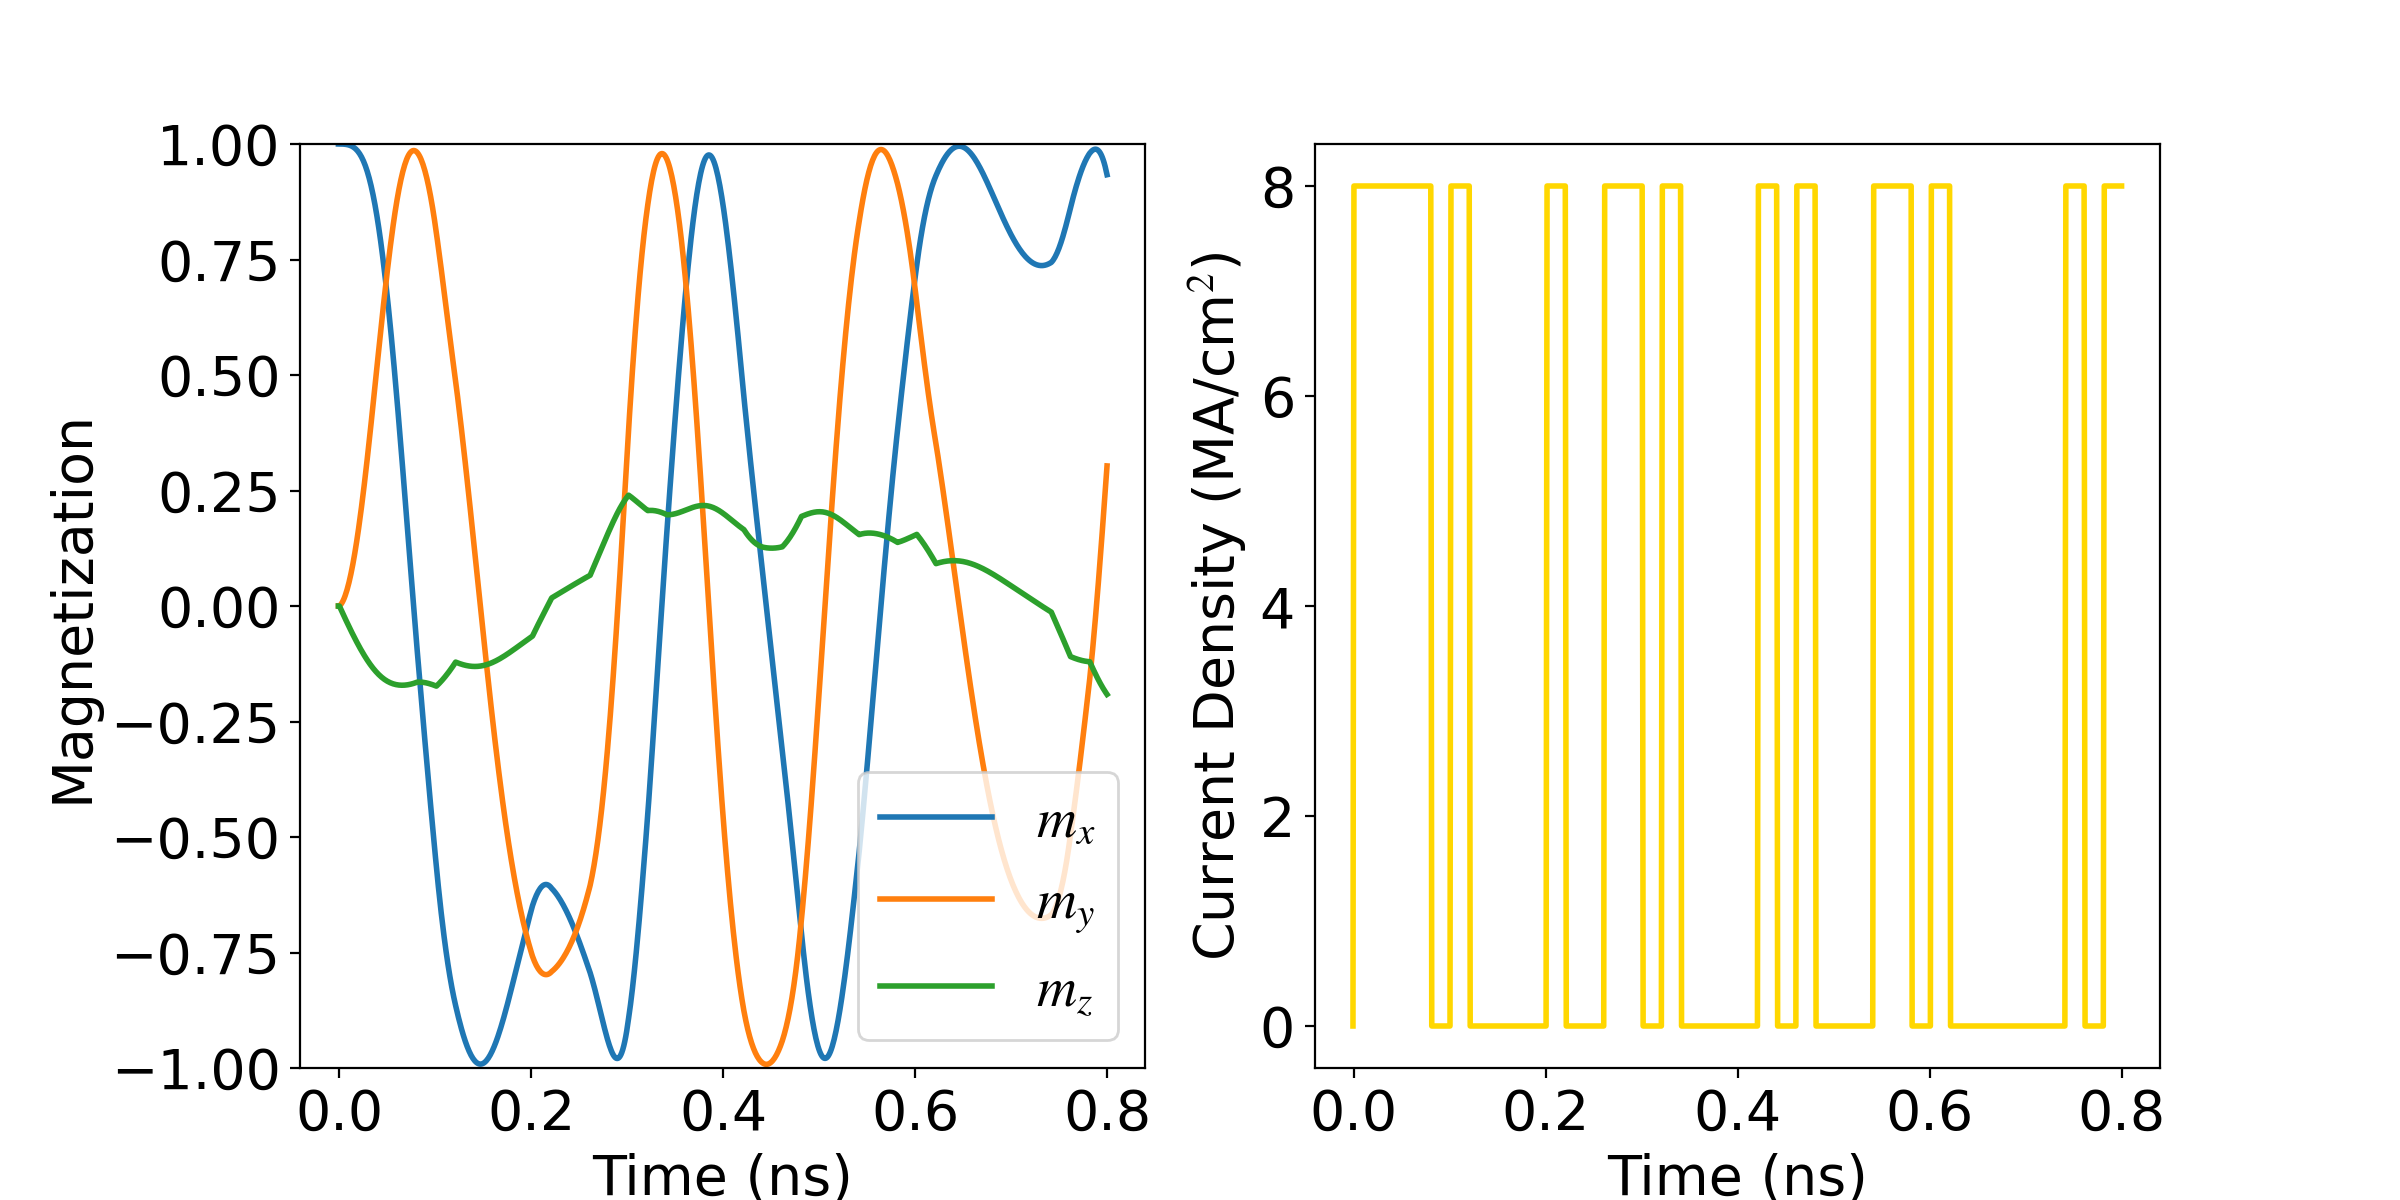 1.00
0.75
0.50
0.25
0.00
−0.25
−0.50
−0.75
−1.00
Magnetization
0.0 0.2 0.4 0.6 0.8
Time (ns)
m_x
m_y
m_z
8
6
4
2
0
Current Density (MA/cm²)
0.0 0.2 0.4 0.6 0.8
Time (ns)